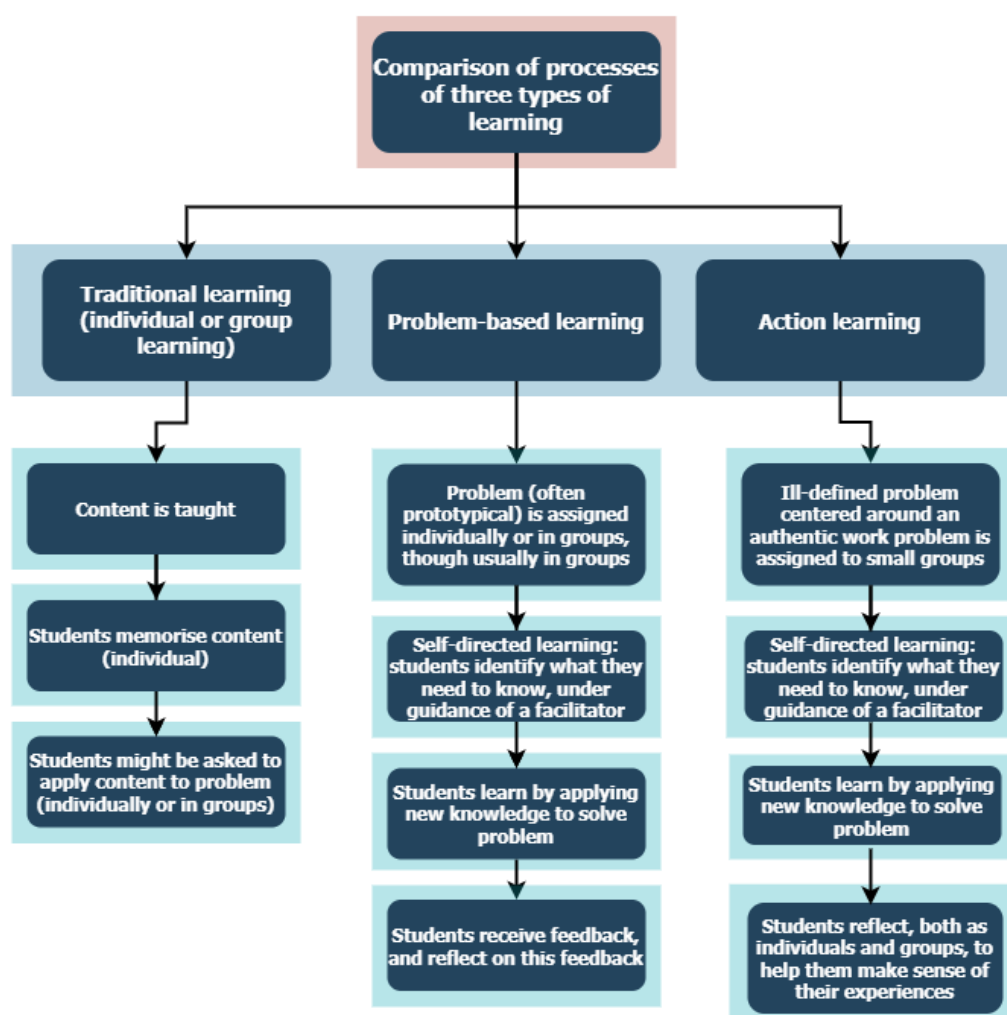 Comparison of processes
of three types of
learning
Traditional learning
(individual or group
learning)
Problem-based learning
Action learning
Content is taught
Students memorise content
(individual)
Students might be asked to
apply content to problem
(individually or in groups)
Problem (often
prototypical) is assigned
individually or in groups,
though usually in groups
Self-directed learning:
students identify what they
need to know, under
guidance of a facilitator
Students learn by applying
new knowledge to solve
problem
Students receive feedback,
and reflect on this feedback
Ill-defined problem
centered around an
authentic work problem is
assigned to small groups
Self-directed learning:
students identify what they
need to know, under
guidance of a facilitator
Students learn by applying
new knowledge to solve
problem
Students reflect, both as
individuals and groups, to
help them make sense of
their experiences